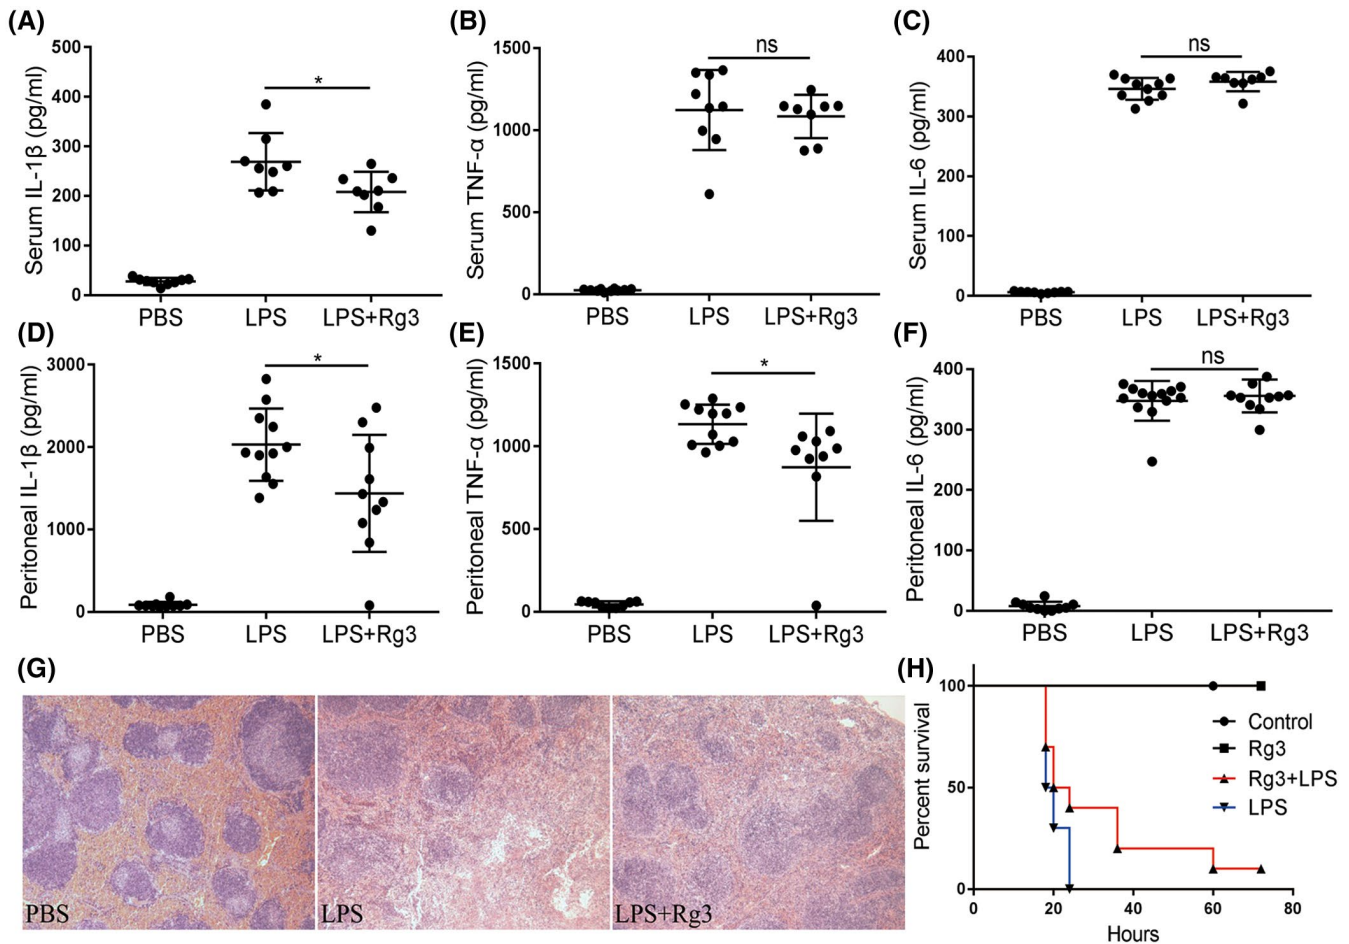 (A)
Serum IL-1β (pg/ml)
500
400
300
200
100
0
*
PBS LPS LPS+Rg3
(B)
Serum TNF-α (pg/ml)
1500
1000
500
0
ns
PBS LPS LPS+Rg3
(C)
Serum IL-6 (pg/ml)
400
300
200
100
0
ns
PBS LPS LPS+Rg3
(D)
Peritoneal IL-1β (pg/ml)
3000
2000
1000
0
*
PBS LPS LPS+Rg3
(E)
Peritoneal TNF-α (pg/ml)
1500
1000
500
0
*
PBS LPS LPS+Rg3
(F)
Peritoneal IL-6 (pg/ml)
400
300
200
100
0
ns
PBS LPS LPS+Rg3
(G)
PBS LPS LPS+Rg3
(H)
Percent survival
100
50
0
Control
Rg3
Rg3+LPS
LPS
0 20 40 60 80
Hours